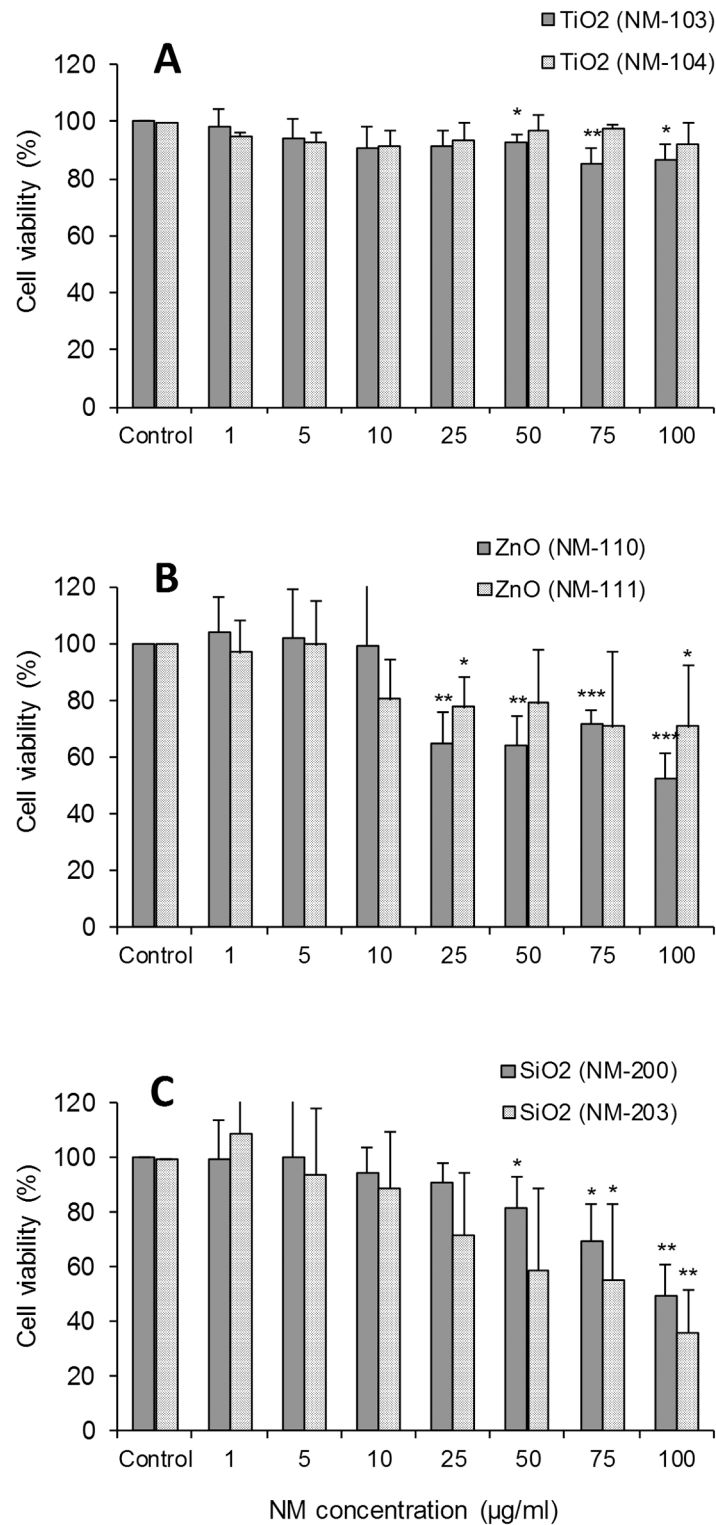 TiO2 (NM-103)
A
TiO2 (NM-104)
120
100
80
60
40
20
0
Cell viability (%)
* ** *
Control 1 5 10 25 50 75 100
ZnO (NM-110)
B
ZnO (NM-111)
120
100
80
60
40
20
0
Cell viability (%)
** * ** *** *** *
Control 1 5 10 25 50 75 100
SiO2 (NM-200)
C
SiO2 (NM-203)
120
100
80
60
40
20
0
Cell viability (%)
* * * ** **
Control 1 5 10 25 50 75 100
NM concentration (µg/ml)